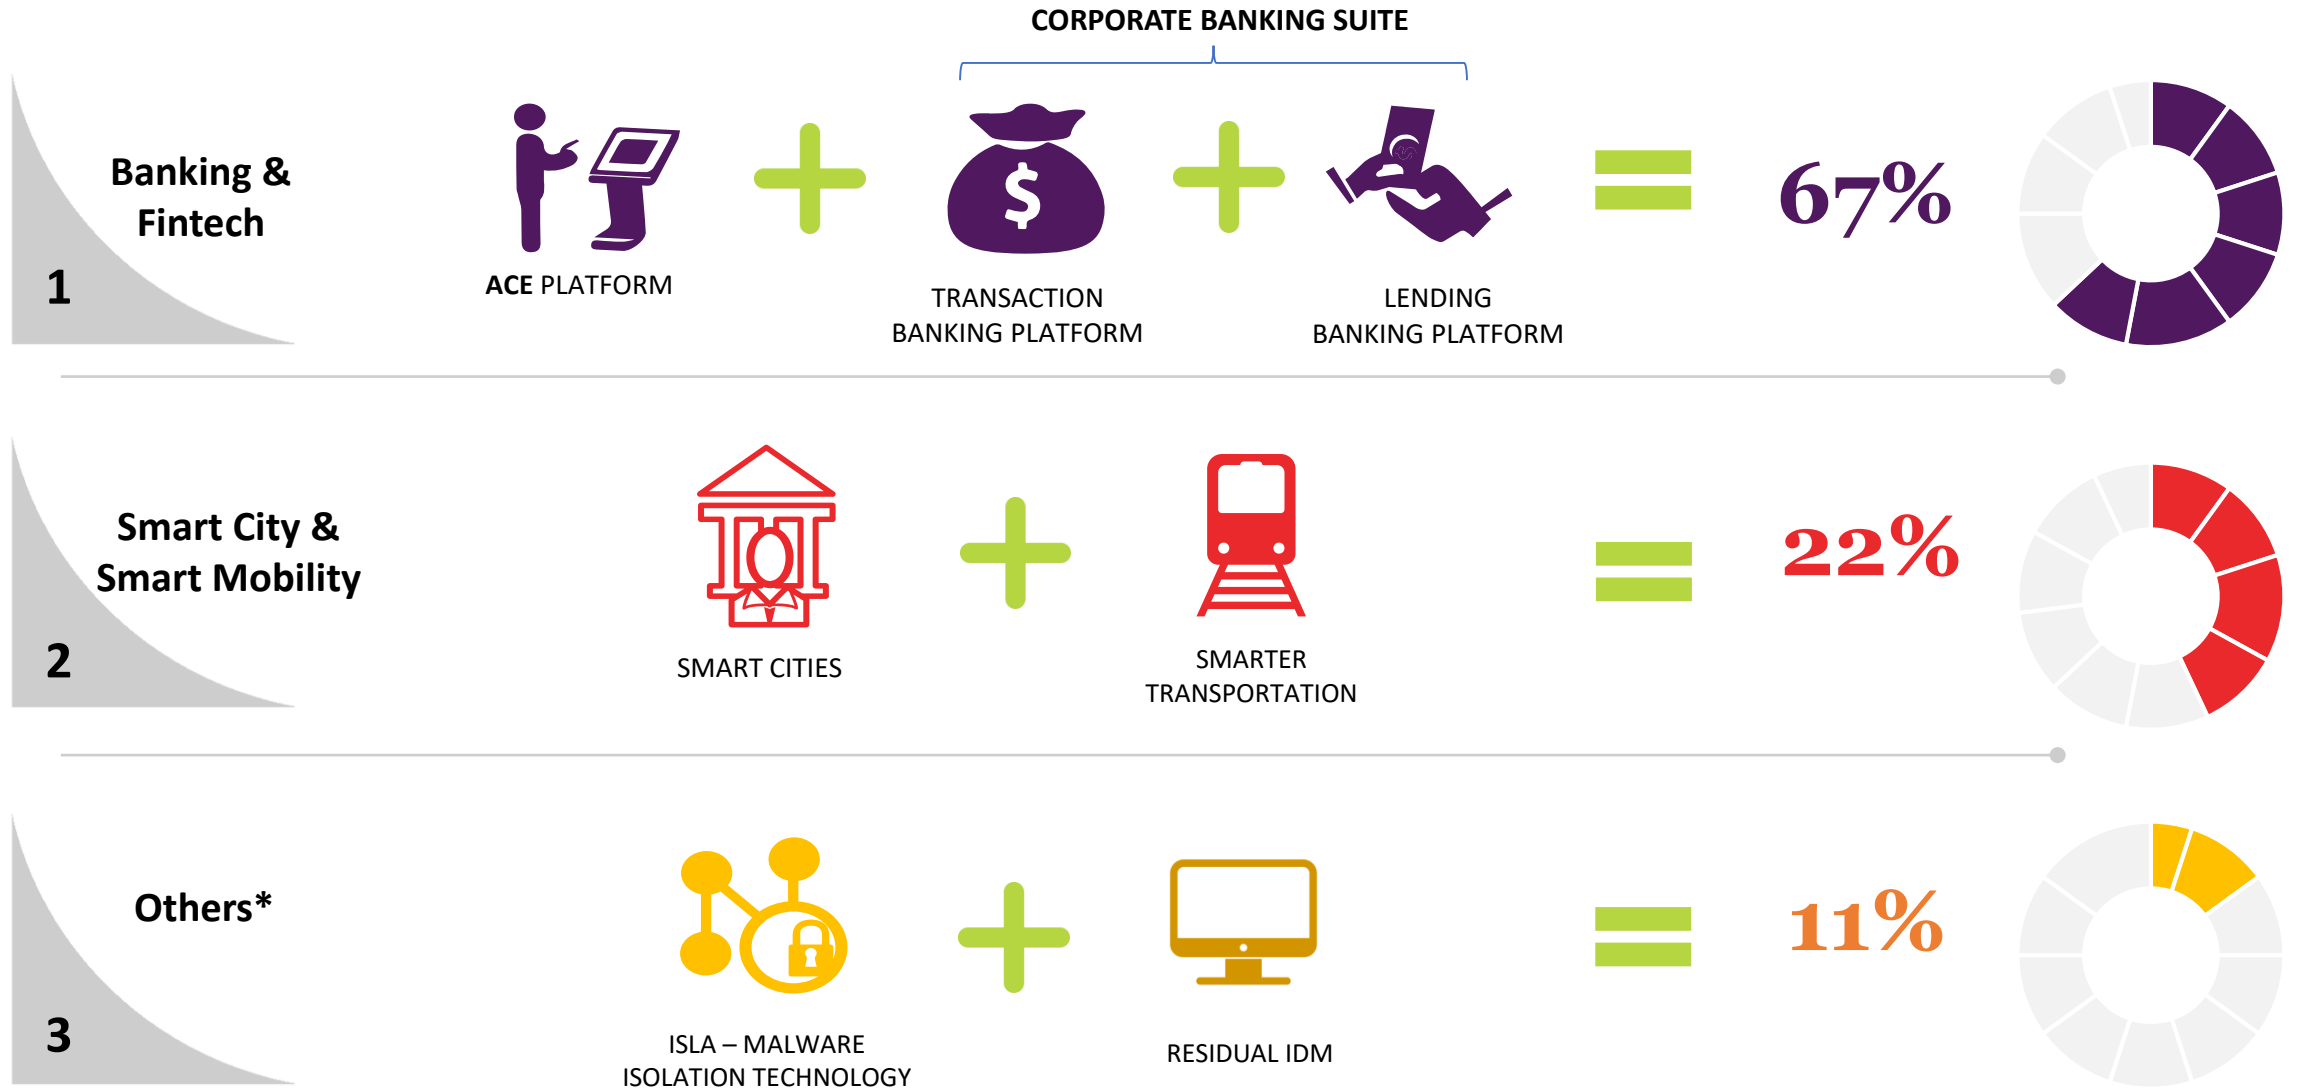 CORPORATE BANKING SUITE
Banking &
Fintech
1
$
$
ACE PLATFORM
TRANSACTION
BANKING PLATFORM
LENDING
BANKING PLATFORM
67%
Smart City &
Smart Mobility
2
SMART CITIES
SMARTER
TRANSPORTATION
22%
Others*
3
ISLA – MALWARE
ISOLATION TECHNOLOGY
RESIDUAL IDM
11%